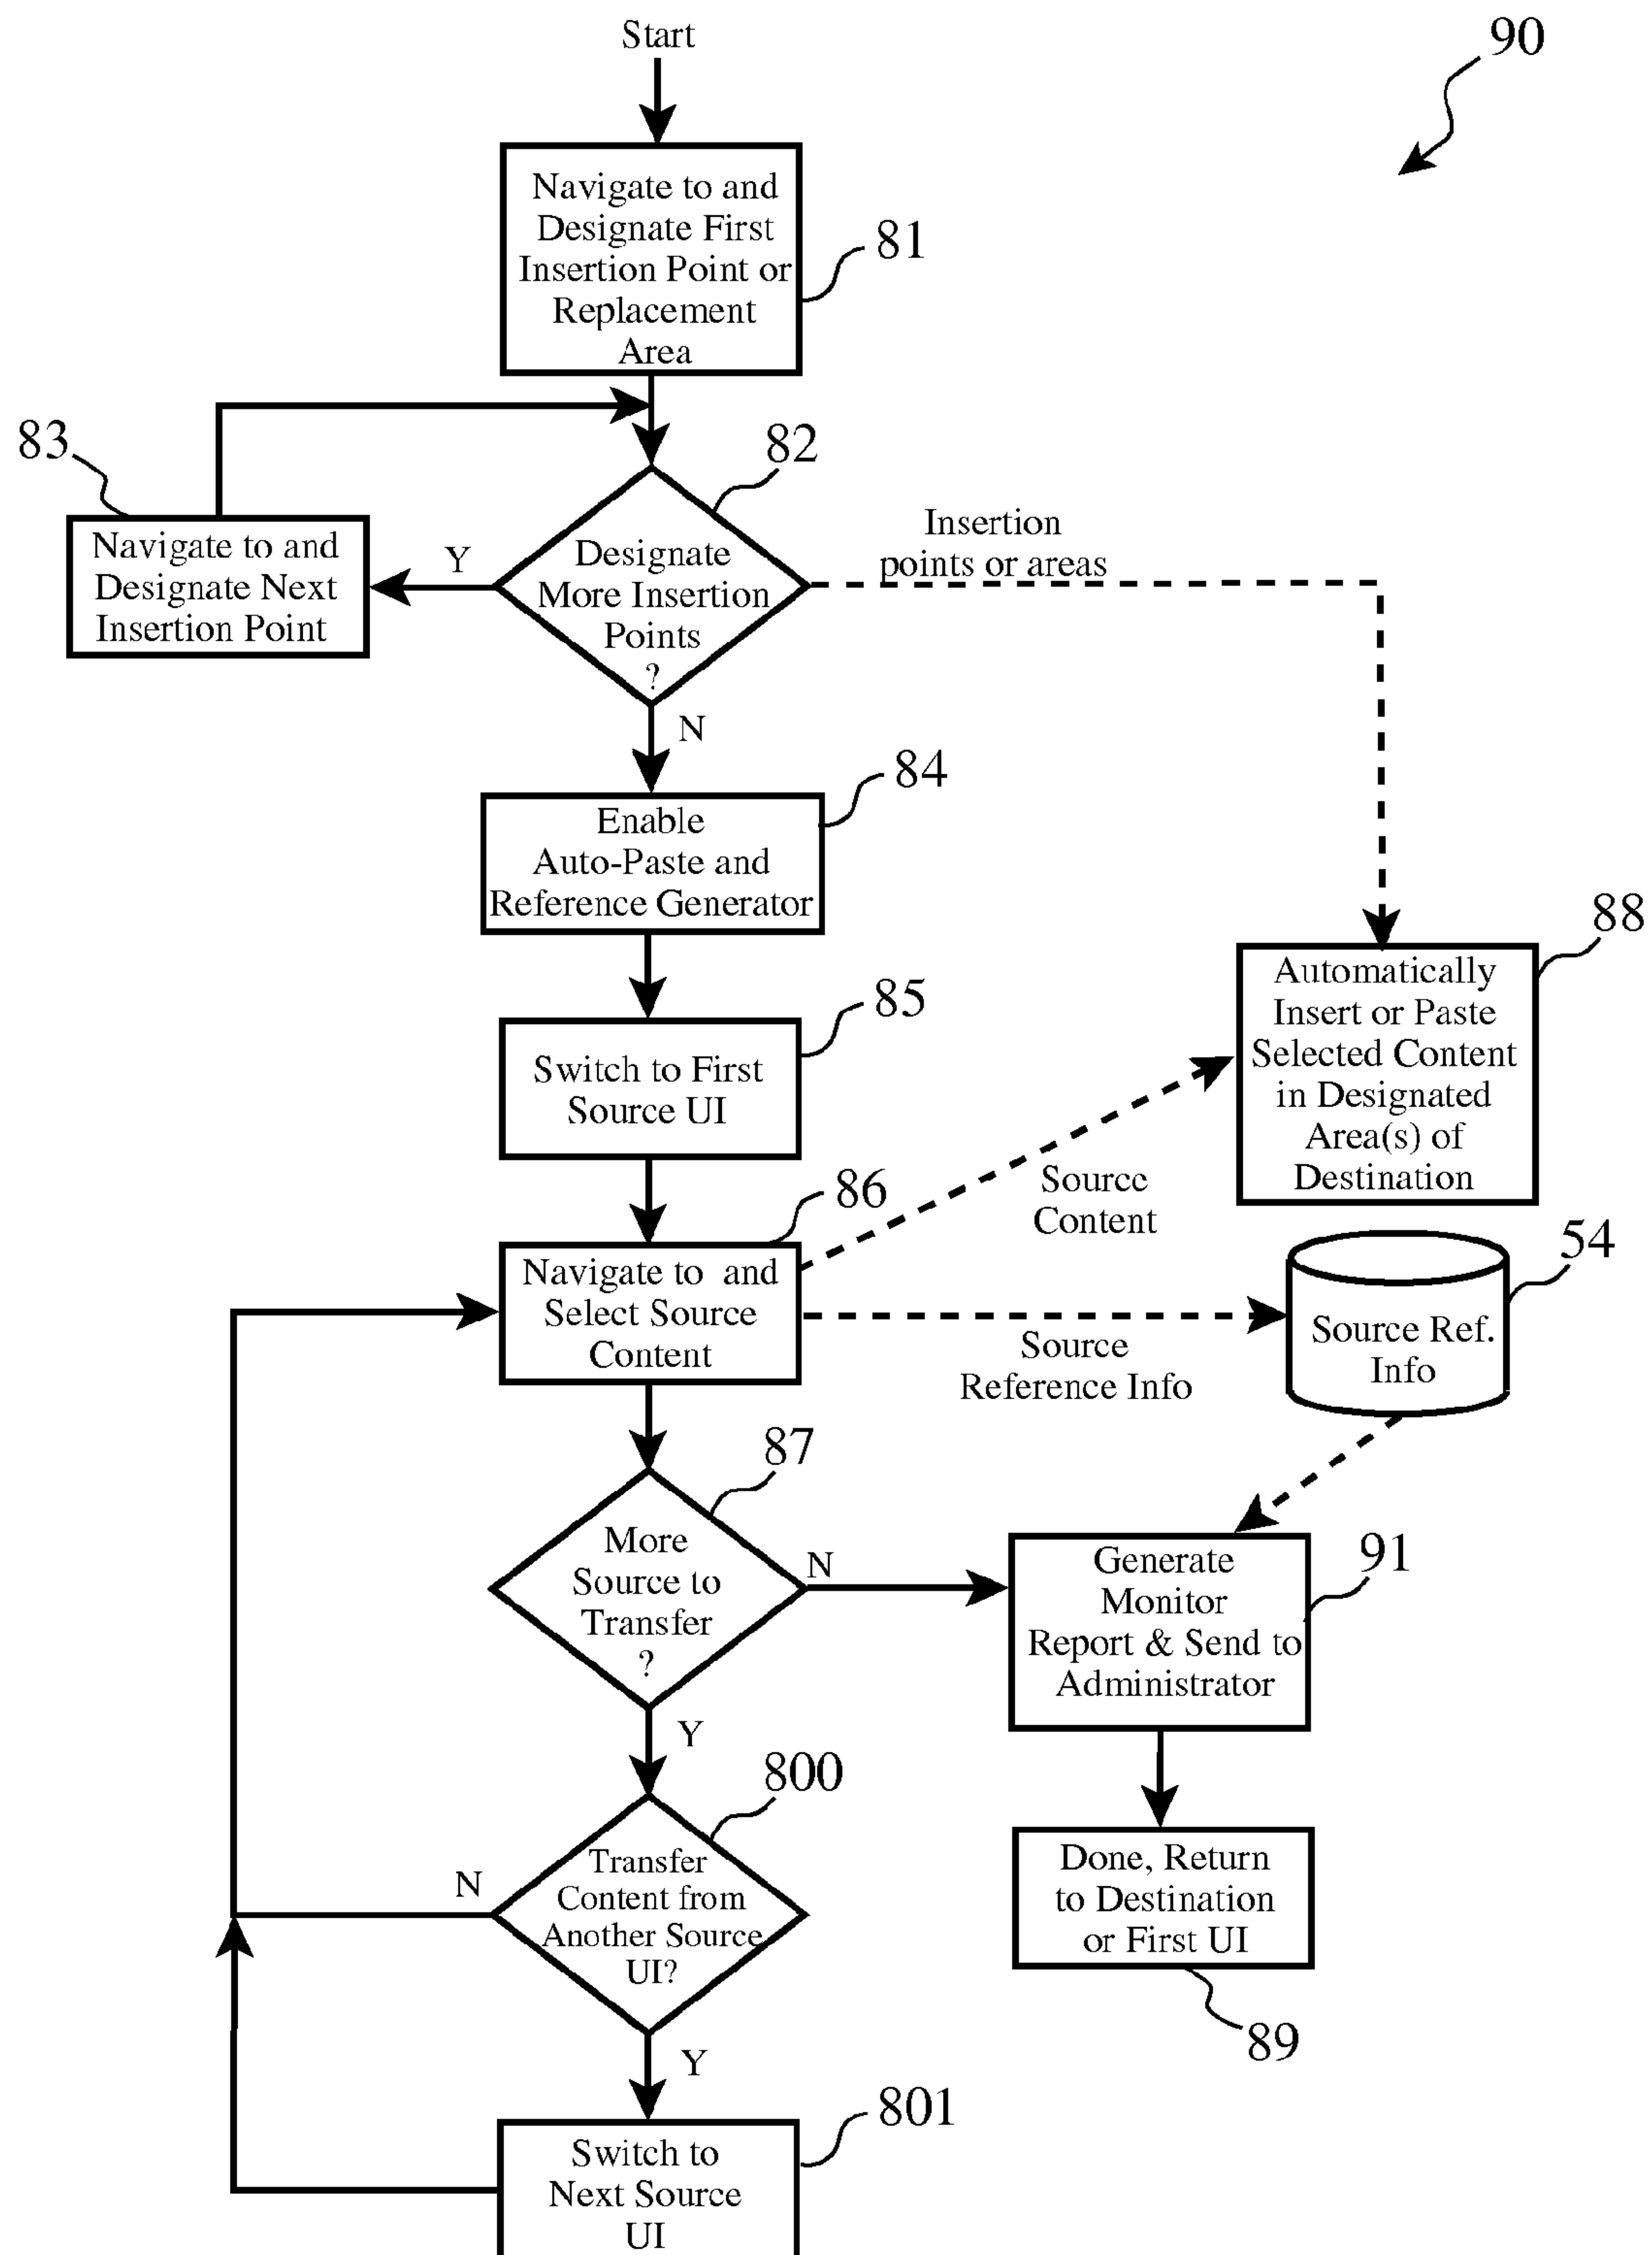 Start
90
Navigate to and
Designate First
Insertion Point or
Replacement
Area
81
83
82
Navigate to and
Designate Next
Insertion Point
Y
Designate
More Insertion
Points
?
Insertion
points or areas
N
84
Enable
Auto-Paste and
Reference Generator
88
Automatically
Insert or Paste
Selected Content
in Designated
Area(s) of
Destination
85
Switch to First
Source UI
Source
Content
86
Navigate to and
Select Source
Content
Source
Reference Info
54
Source Ref.
Info
87
More
Source to
Transfer
?
N
Generate
Monitor
Report & Send to
Administrator
91
Y
800
Transfer
Content from
Another Source
UI?
N
Done, Return
to Destination
or First UI
89
Y
801
Switch to
Next Source
UI